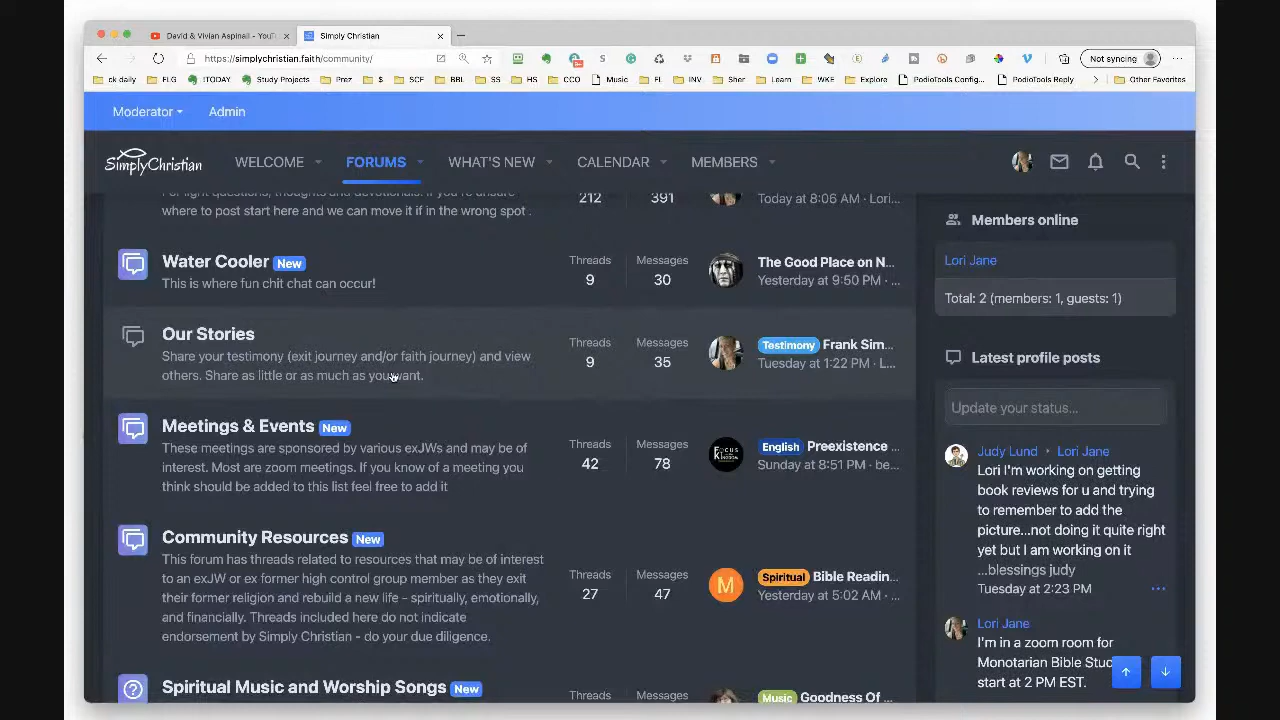 David & Vivian Aspinall - YouT
Simply Christian
https://simplychristian.faith/community/
Not syncing
ck daily
FLG
!TODAY
Study Projects
Prez
$
SCF
BBL
SS
HS
CCO
Music
FL
INV
Sher
Learn
WKE
Explore
PodioTools Config...
PodioTools Reply
Other Favorites
Moderator
Admin
SimplyChristian
WELCOME
FORUMS
WHAT'S NEW
CALENDAR
MEMBERS
For light questions, thoughts and devotionals. If you're unsure
where to post start here and we can move it if in the wrong spot .
212
391
Today at 8:06 AM · Lori...
Water Cooler New
This is where fun chit chat can occur!
Threads
9
Messages
30
The Good Place on N...
Yesterday at 9:50 PM · ...
Our Stories
Share your testimony (exit journey and/or faith journey) and view
others. Share as little or as much as you want.
Threads
9
Messages
35
Testimony Frank Sim...
Tuesday at 1:22 PM · L...
Meetings & Events New
These meetings are sponsored by various exJWs and may be of
interest. Most are zoom meetings. If you know of a meeting you
think should be added to this list feel free to add it
Threads
42
Messages
78
FOCUS
KINGDOM
English Preexistence ...
Sunday at 8:51 PM · be...
Community Resources New
This forum has threads related to resources that may be of interest
to an exJW or ex former high control group member as they exit
their former religion and rebuild a new life - spiritually, emotionally,
and financially. Threads included here do not indicate
endorsement by Simply Christian - do your due diligence.
Threads
27
Messages
47
M
Spiritual Bible Readin...
Yesterday at 5:02 AM · ...
Spiritual Music and Worship Songs New
Threads
Messages
Music Goodness Of ...
Members online
Lori Jane
Total: 2 (members: 1, guests: 1)
Latest profile posts
Update your status...
Judy Lund ‣ Lori Jane
Lori I'm working on getting
book reviews for u and trying
to remember to add the
picture...not doing it quite right
yet but I am working on it
...blessings judy
Tuesday at 2:23 PM
Lori Jane
I'm in a zoom room for
Monotarian Bible Stud
start at 2 PM EST.